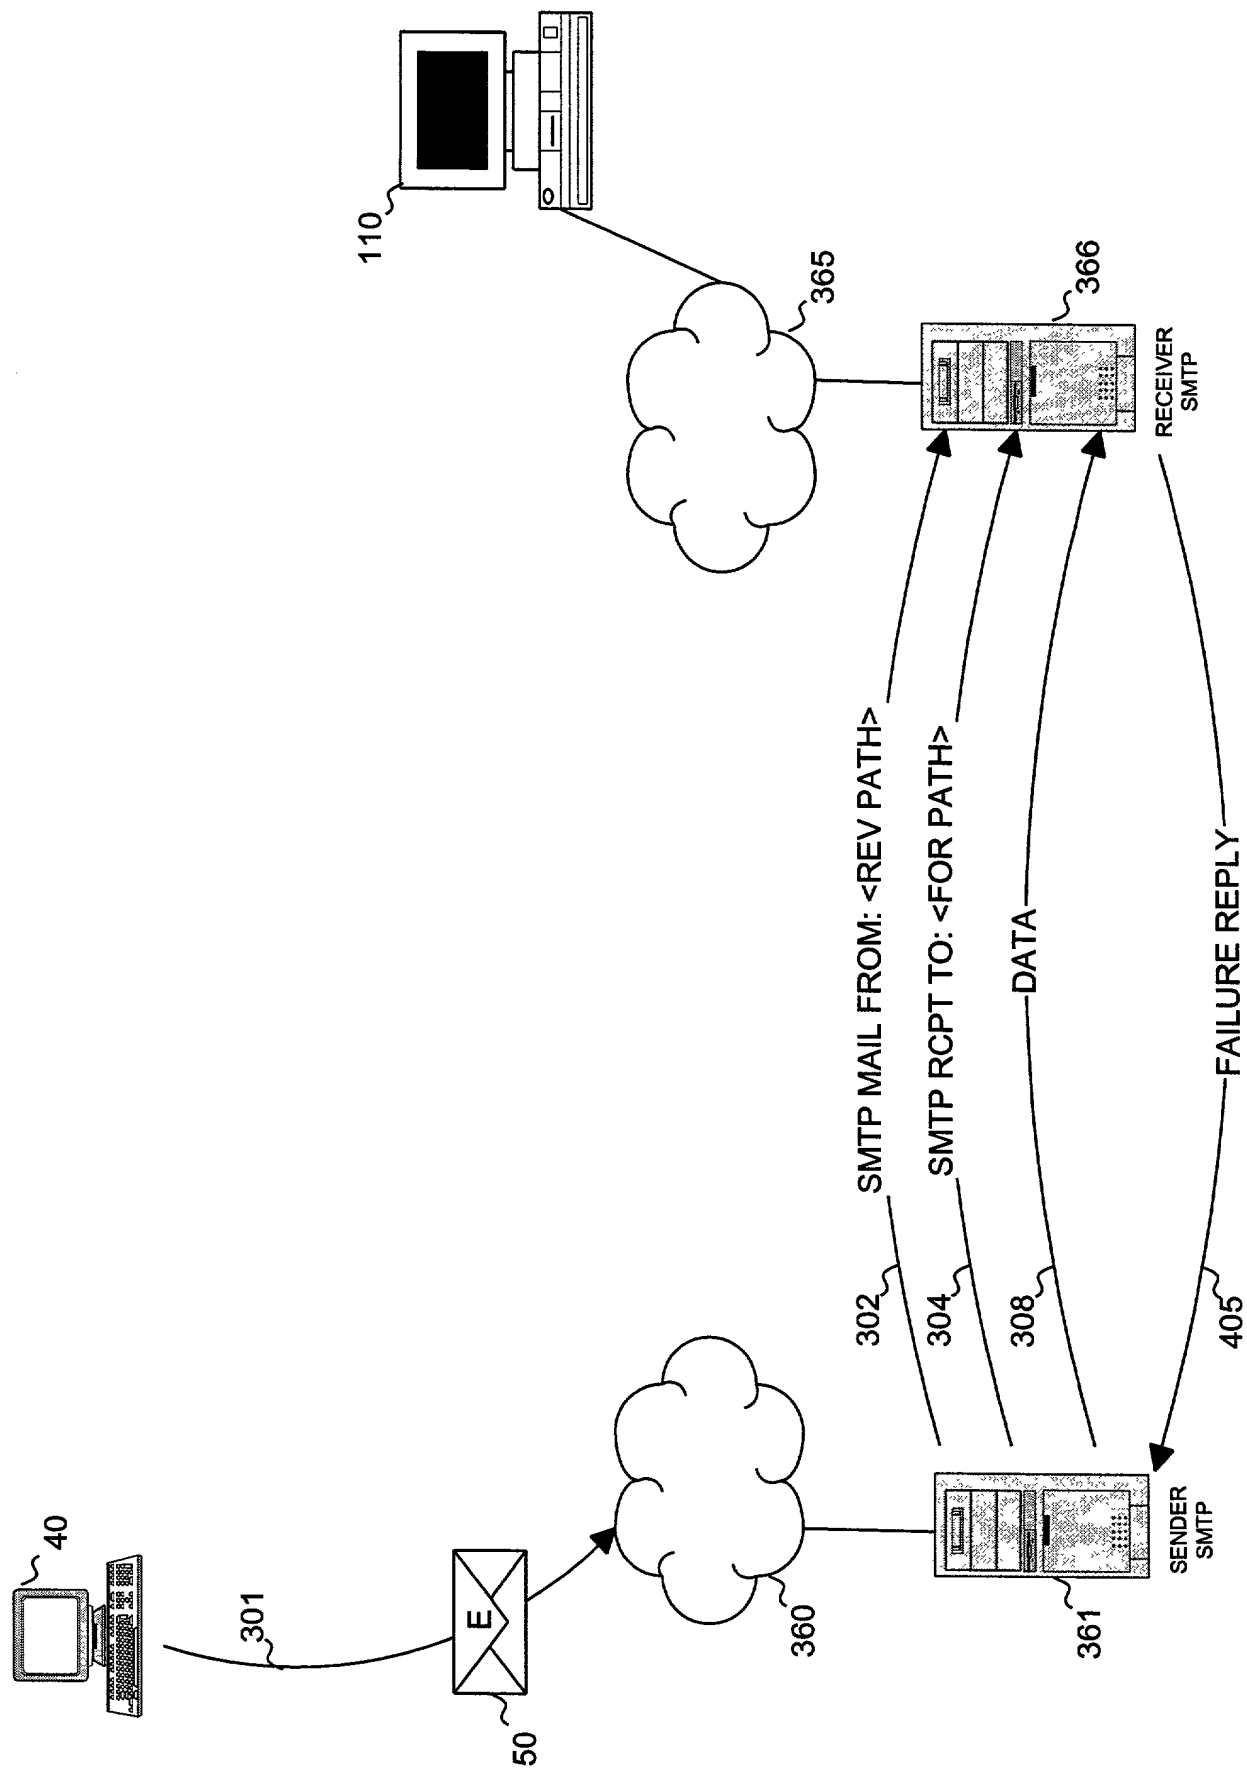 40
301
E
50
360
361
SENDER
SMTP
110
365
366
RECEIVER
SMTP
302
SMTP MAIL FROM: <REV PATH>
304
SMTP RCPT TO: <FOR PATH>
308
DATA
405
FAILURE REPLY